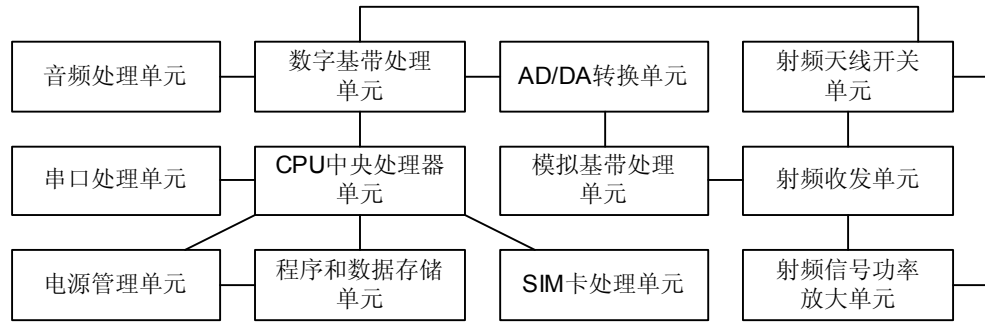 音频处理单元
数字基带处理
单元
AD/DA转换单元
射频天线开关
单元
串口处理单元
CPU中央处理器
单元
模拟基带处理
单元
射频收发单元
电源管理单元
程序和数据存储
单元
SIM卡处理单元
射频信号功率
放大单元